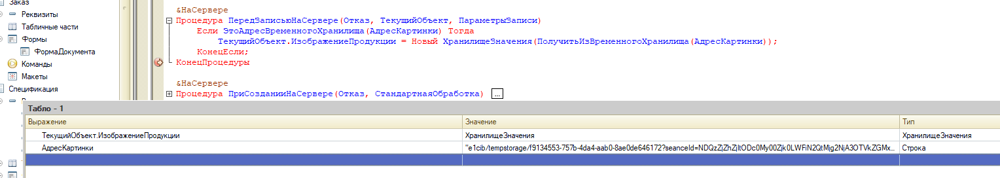 Заказ
Реквизиты
Табличные части
Формы
ФормаДокумента
Команды
Макеты
Спецификация
&НаСервере
Процедура ПередЗаписьюНаСервере(Отказ, ТекущийОбъект, ПараметрыЗаписи)
Если ЭтоАдресВременногоХранилища(АдресКартинки) Тогда
ТекущийОбъект.ИзображениеПродукции = Новый ХранилищеЗначения(ПолучитьИзВременногоХранилища(АдресКартинки));
КонецЕсли;
КонецПроцедуры
&НаСервере
Процедура ПриСозданииНаСервере(Отказ, СтандартнаяОбработка) ...
Табло - 1
Выражение Значение Тип
ТекущийОбъект.ИзображениеПродукции ХранилищеЗначения ХранилищеЗначения
АдресКартинки "e1cib/tempstorage/f9134553-757b-4da4-aab0-8ae0de646172?seanceId=NDQzZjZhZjltODc0My00Zjk0LWFiN2QtMjg2NjA3OTVkZGMx... Строка